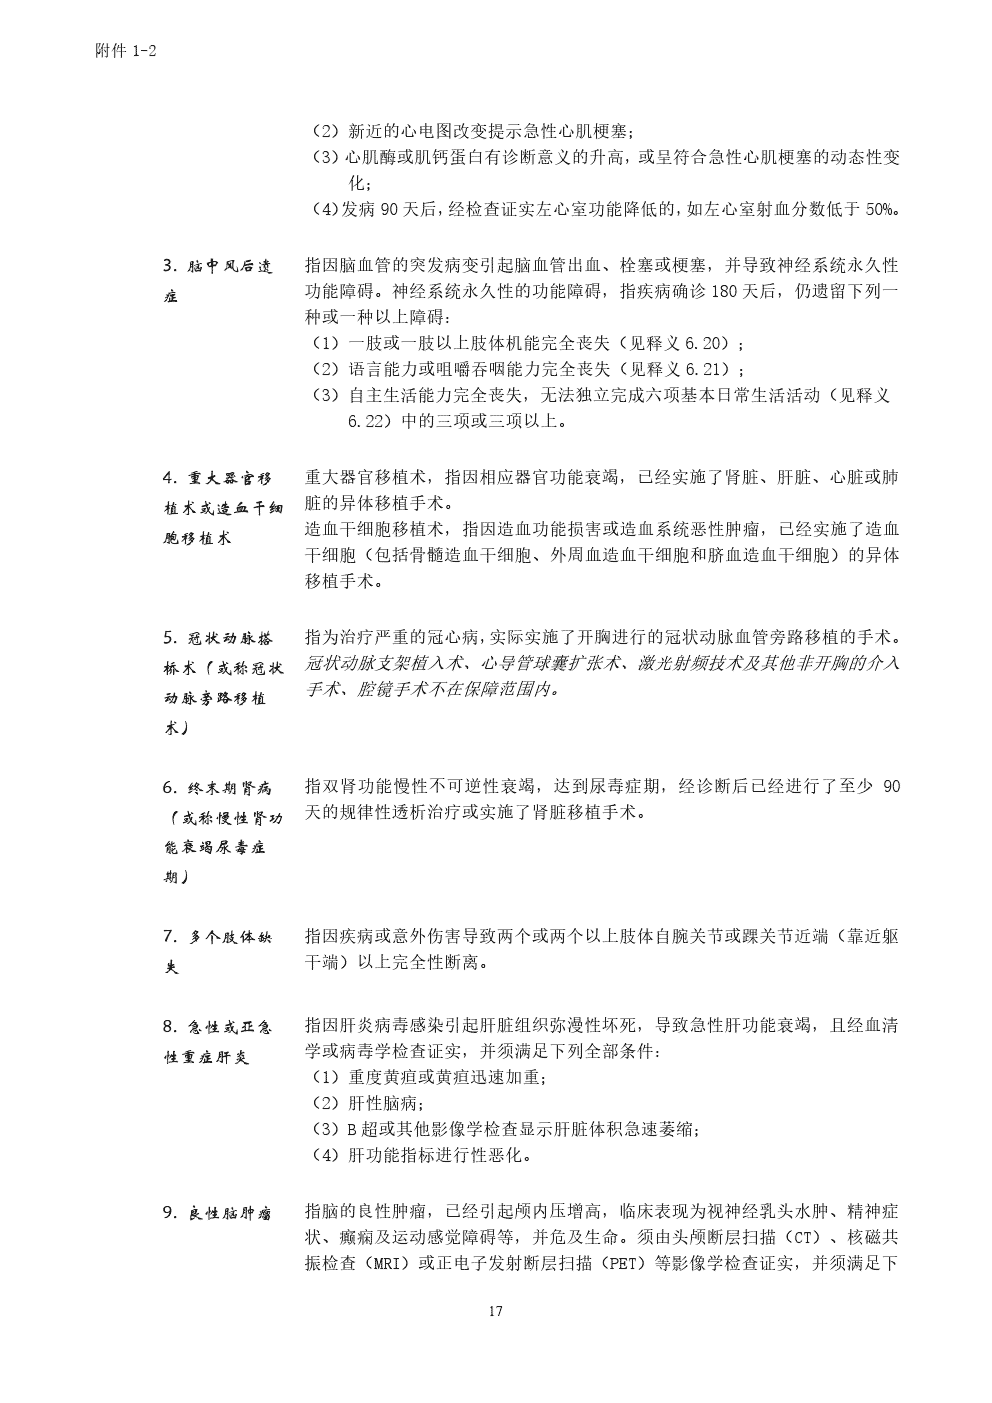 附件 1-2
（2）新近的心电图改变提示急性心肌梗塞；
（3）心肌酶或肌钙蛋白有诊断意义的升高，或呈符合急性心肌梗塞的动态性变
化；
（4）发病 90 天后，经检查证实左心室功能降低的，如左心室射血分数低于 50%。
3. 脑中风后遗
症
指因脑血管的突发病变引起脑血管出血、栓塞或梗塞，并导致神经系统永久性
功能障碍。神经系统永久性的功能障碍，指疾病确诊 180 天后，仍遗留下列一
种或一种以上障碍：
（1）一肢或一肢以上肢体机能完全丧失（见释义 6.20）；
（2）语言能力或咀嚼吞咽能力完全丧失（见释义 6.21）；
（3）自主生活能力完全丧失，无法独立完成六项基本日常生活活动（见释义
6.22）中的三项或三项以上。
4. 重大器官移
植术或造血干细
胞移植术
重大器官移植术，指因相应器官功能衰竭，已经实施了肾脏、肝脏、心脏或肺
脏的异体移植手术。
造血干细胞移植术，指因造血功能损害或造血系统恶性肿瘤，已经实施了造血
干细胞（包括骨髓造血干细胞、外周血造血干细胞和脐血造血干细胞）的异体
移植手术。
5. 冠状动脉搭
桥术（或称冠状
动脉旁路移植
术）
指为治疗严重的冠心病，实际实施了开胸进行的冠状动脉血管旁路移植的手术。
冠状动脉支架植入术、心导管球囊扩张术、激光射频技术及其他非开胸的介入
手术、腔镜手术不在保障范围内。
6. 终末期肾病
（或称慢性肾功
能衰竭尿毒症
期）
指双肾功能慢性不可逆性衰竭，达到尿毒症期，经诊断后已经进行了至少 90
天的规律性透析治疗或实施了肾脏移植手术。
7. 多个肢体缺
失
指因疾病或意外伤害导致两个或两个以上肢体自腕关节或踝关节近端（靠近躯
干端）以上完全性断离。
8. 急性或亚急
性重症肝炎
指因肝炎病毒感染引起肝脏组织弥漫性坏死，导致急性肝功能衰竭，且经血清
学或病毒学检查证实，并须满足下列全部条件：
（1）重度黄疸或黄疸迅速加重；
（2）肝性脑病；
（3）B 超或其他影像学检查显示肝脏体积急速萎缩；
（4）肝功能指标进行性恶化。
9. 良性脑肿瘤
指脑的良性肿瘤，已经引起颅内压增高，临床表现为视神经乳头水肿、精神症
状、癫痫及运动感觉障碍等，并危及生命。须由头颅断层扫描（CT）、核磁共
振检查（MRI）或正电子发射断层扫描（PET）等影像学检查证实，并须满足下
17